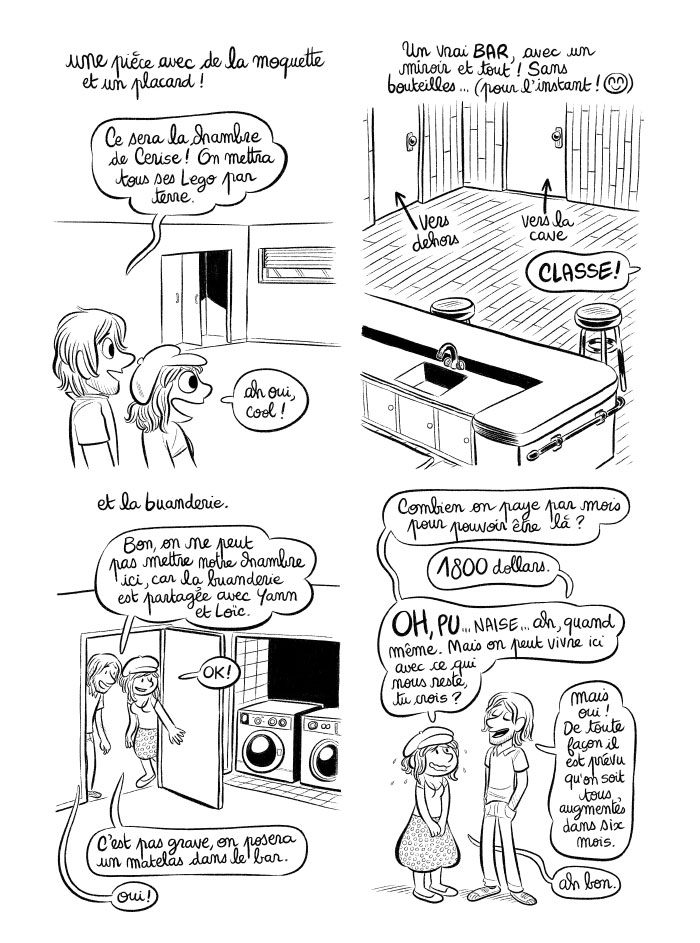 une pièce avec de la moquette
et un placard !
Ce sera la chambre
de Cerise ! On mettra
tous ses Lego par
terre.
ah oui,
cool !
Un vrai BAR, avec un
miroir et tout ! Sans
bouteilles... (pour l'instant ! 😊)
vers
dehors
vers la
cave
CLASSE !
et la buanderie.
Bon, on ne peut
pas mettre notre chambre
ici, car la buanderie
est partagée avec Yann
et Loïc.
OK !
C'est pas grave, on posera
un matelas dans le bar.
oui !
Combien on paye par mois
pour pouvoir être là ?
1800 dollars.
OH, PU... NAISE... ah, quand
même. Mais on peut vivre ici
avec ce qui
nous reste,
tu crois ?
Mais
oui !
De toute
façon il
est prévu
qu'on soit
tous
augmentés
dans six
mois.
ah bon.